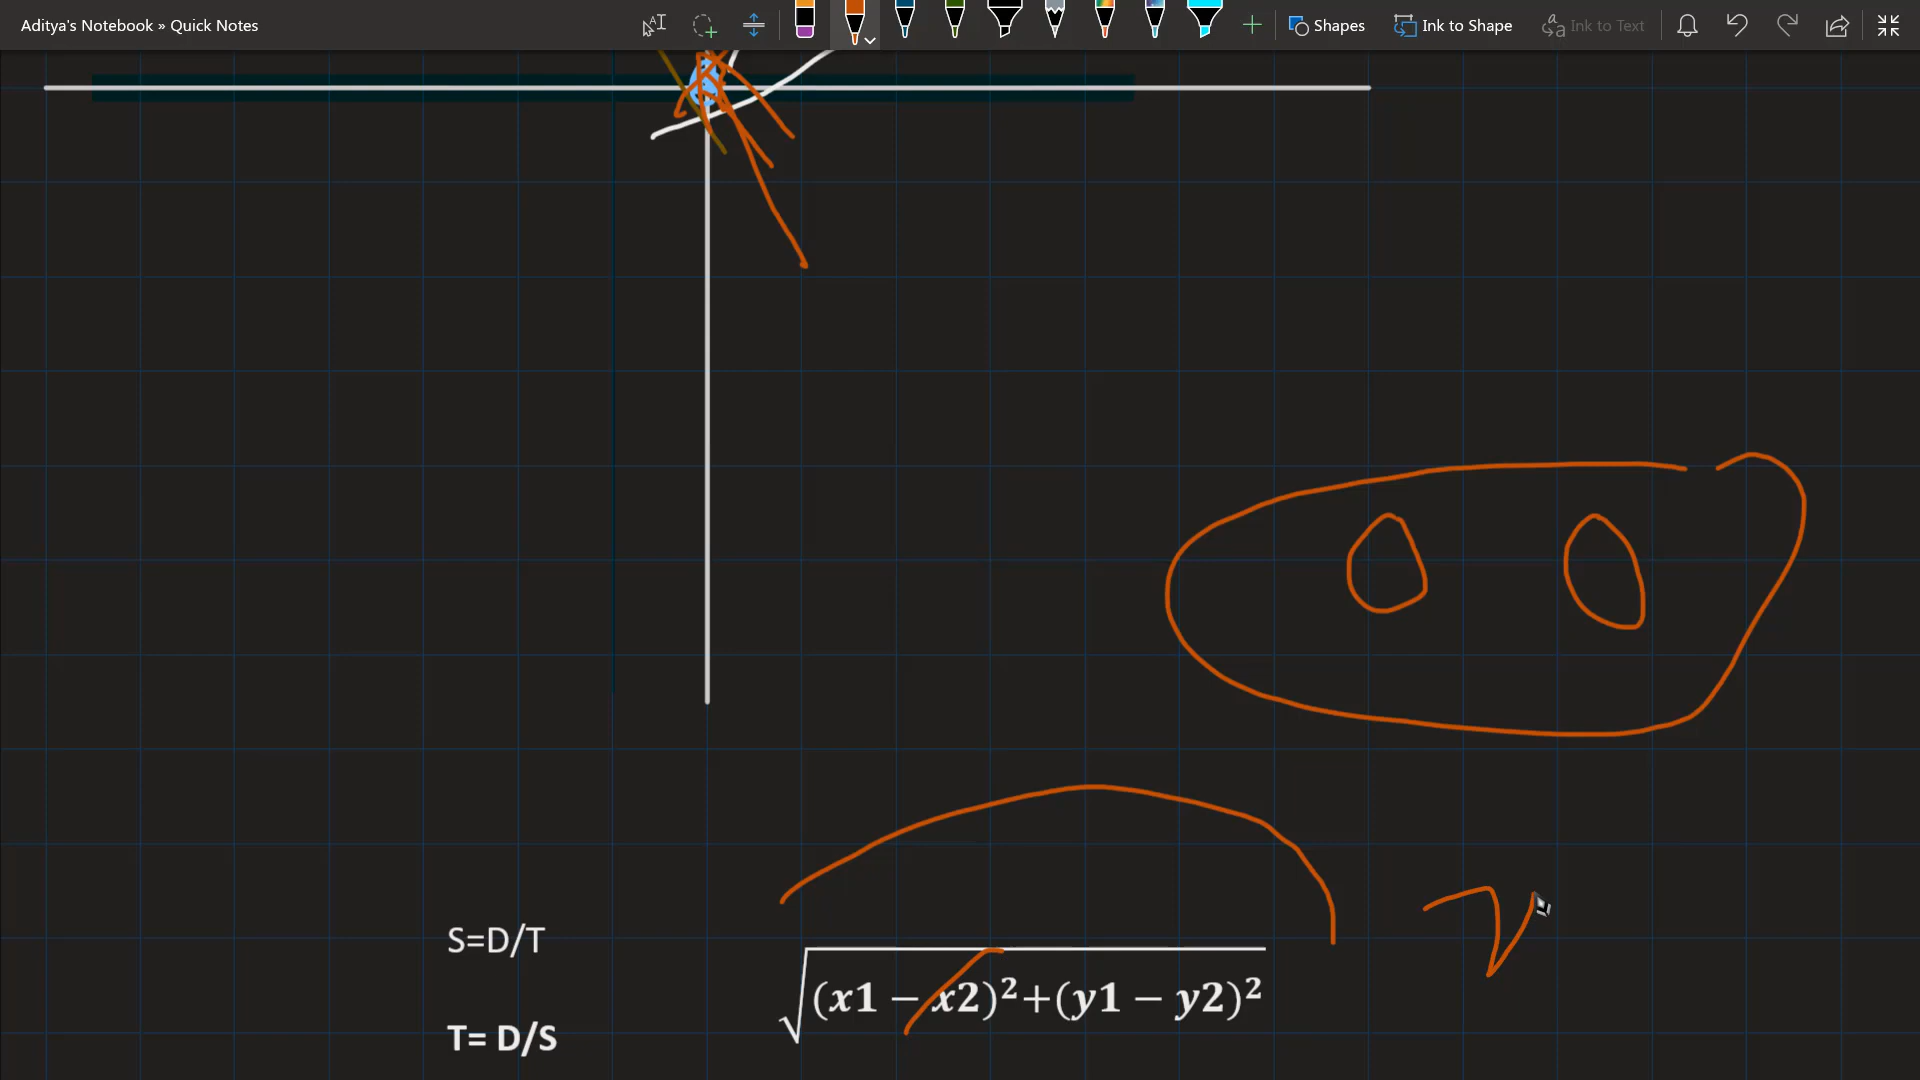 Aditya's Notebook » Quick Notes
Shapes
Ink to Shape
Ink to Text
S=D/T
√(x1 − x2)²+(y1 − y2)²
T= D/S